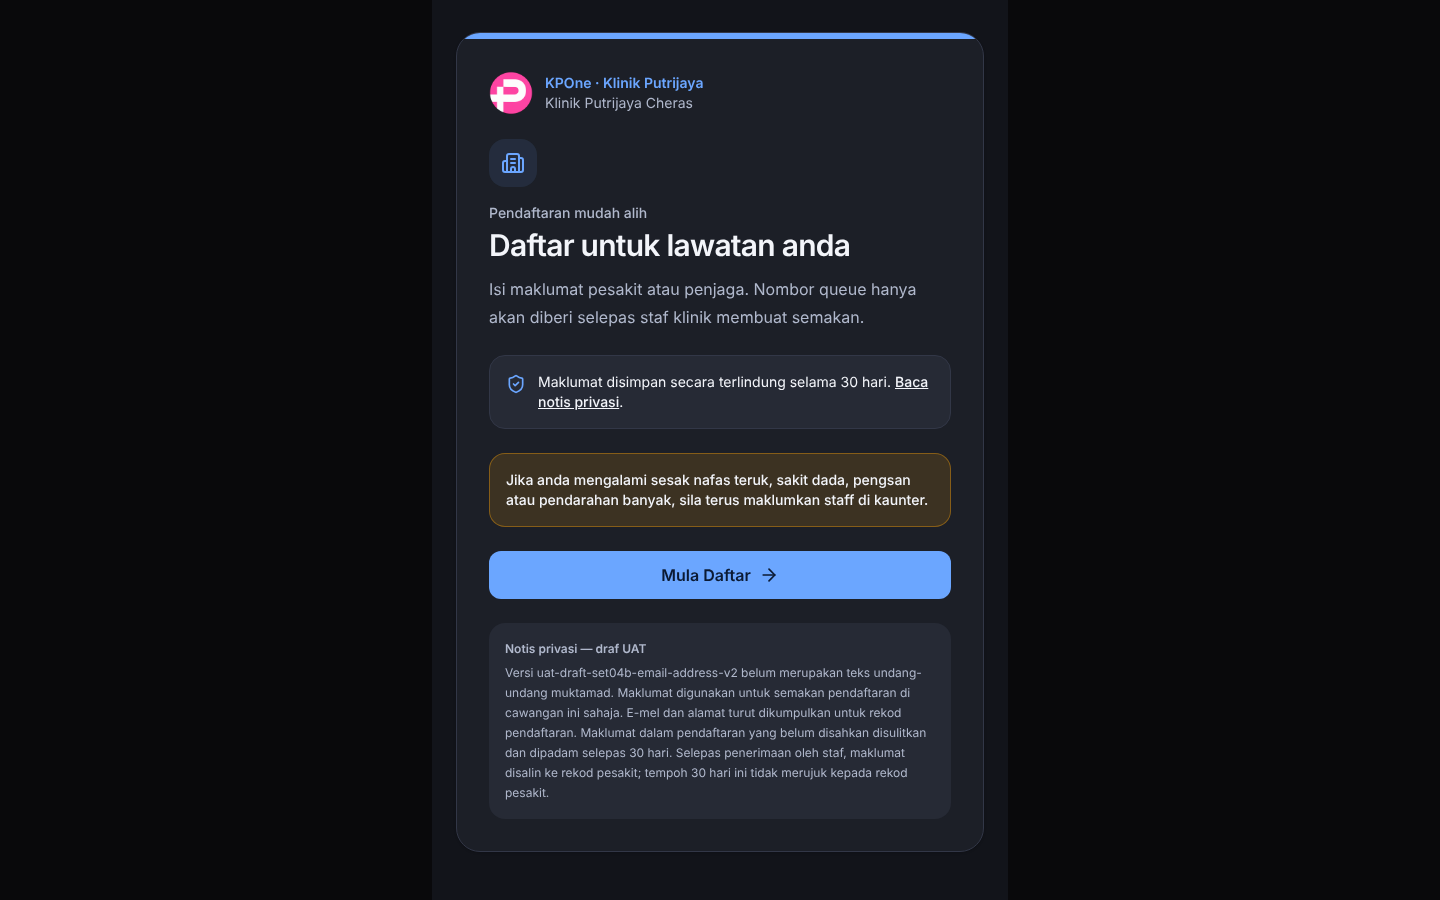 KPOne · Klinik Putrijaya
Klinik Putrijaya Cheras
Pendaftaran mudah alih
Daftar untuk lawatan anda
Isi maklumat pesakit atau penjaga. Nombor queue hanya
akan diberi selepas staf klinik membuat semakan.
Maklumat disimpan secara terlindung selama 30 hari. Baca
notis privasi.
Jika anda mengalami sesak nafas teruk, sakit dada, pengsan
atau pendarahan banyak, sila terus maklumkan staff di kaunter.
Mula Daftar →
Notis privasi — draf UAT
Versi uat-draft-set04b-email-address-v2 belum merupakan teks undang-
undang muktamad. Maklumat digunakan untuk semakan pendaftaran di
cawangan ini sahaja. E-mel dan alamat turut dikumpulkan untuk rekod
pendaftaran. Maklumat dalam pendaftaran yang belum disahkan disulitkan
dan dipadam selepas 30 hari. Selepas penerimaan oleh staf, maklumat
disalin ke rekod pesakit; tempoh 30 hari ini tidak merujuk kepada rekod
pesakit.